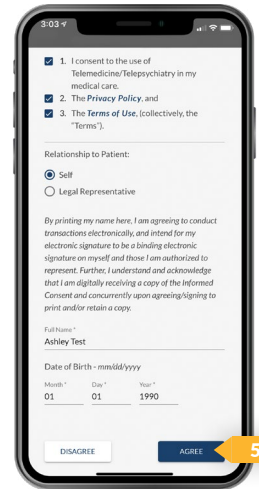 3:03
1. I consent to the use of
Telemedicine/Telepsychiatry in my
medical care.
2. The Privacy Policy, and
3. The Terms of Use, (collectively, the
"Terms").
Relationship to Patient:
Self
Legal Representative
By printing my name here, I am agreeing to conduct
transactions electronically, and intend for my
electronic signature to be a binding electronic
signature on myself and those I am authorized to
represent. Further, I understand and acknowledge
that I am digitally receiving a copy of the Informed
Consent and concurrently upon agreeing/signing to
print and/or retain a copy.
Full Name *
Ashley Test
Date of Birth - mm/dd/yyyy
Month * Day * Year *
01 01 1990
DISAGREE AGREE 5